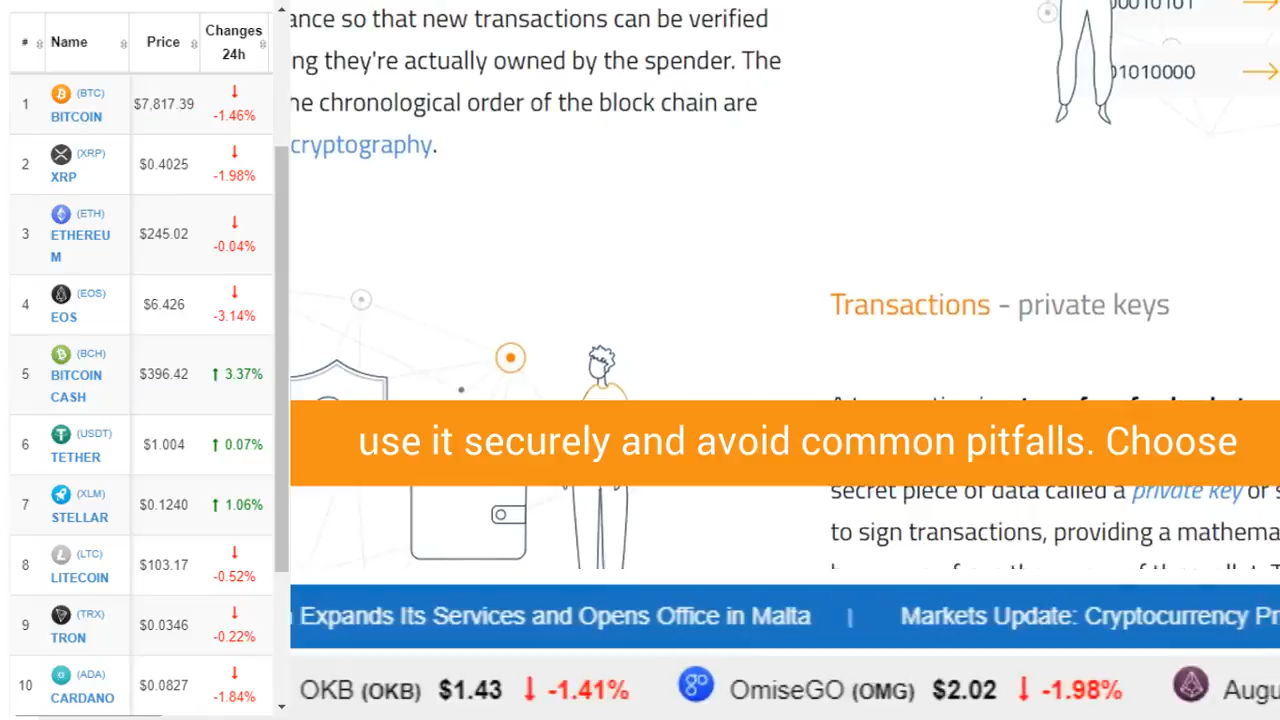 # Name Price Changes 24h
1 (BTC) BITCOIN $7,817.39 ↓ -1.46%
2 (XRP) XRP $0.4025 ↓ -1.98%
3 (ETH) ETHEREU M $245.02 ↓ -0.04%
4 (EOS) EOS $6.426 ↓ -3.14%
5 (BCH) BITCOIN CASH $396.42 ↑ 3.37%
6 (USDT) TETHER $1.004 ↑ 0.07%
7 (XLM) STELLAR $0.1240 ↑ 1.06%
8 (LTC) LITECOIN $103.17 ↓ -0.52%
9 (TRX) TRON $0.0346 ↓ -0.22%
10 (ADA) CARDANO $0.0827 ↓ -1.84%
ance so that new transactions can be verified
ng they're actually owned by the spender. The
he chronological order of the block chain are
cryptography.
01010000
Transactions - private keys
use it securely and avoid common pitfalls. Choose
secret piece of data called a private key or s
to sign transactions, providing a mathema
Expands Its Services and Opens Office in Malta | Markets Update: Cryptocurrency Pr
OKB (OKB) $1.43 ↓ -1.41% OmiseGO (OMG) $2.02 ↓ -1.98% Augu